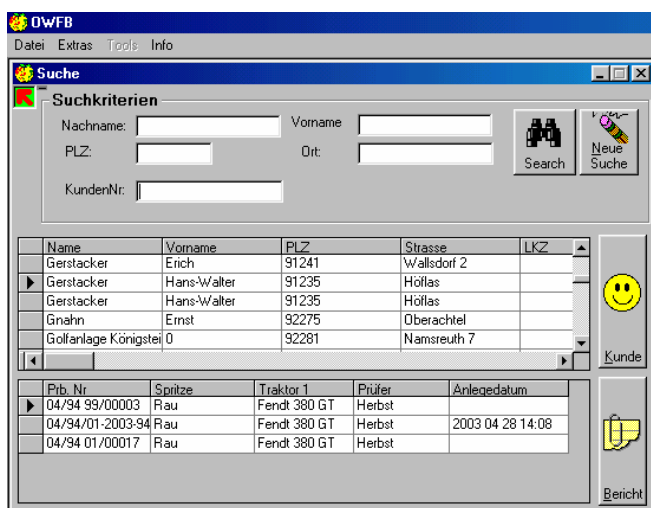 OWFB
Datei Extras Tools Info
Suche
Suchkriterien
Nachname: Vorname
PLZ: Ort:
KundenNr:
Search
Neue Suche
Name Vorname PLZ Strasse LKZ
Gerstacker Erich 91241 Wallsdorf 2
Gerstacker Hans-Walter 91235 Höflas
Gerstacker Hans-Walter 91235 Höflas
Gnahn Ernst 92275 Oberachtel
Golfanlage Königstei 0 92281 Namsreuth 7
Kunde
Prb. Nr Spritze Traktor 1 Prüfer Anlegedatum
04/94 99/00003 Rau Fendt 380 GT Herbst
04/94/01-2003-94 Rau Fendt 380 GT Herbst 2003 04 28 14:08
04/94 01/00017 Rau Fendt 380 GT Herbst
Bericht